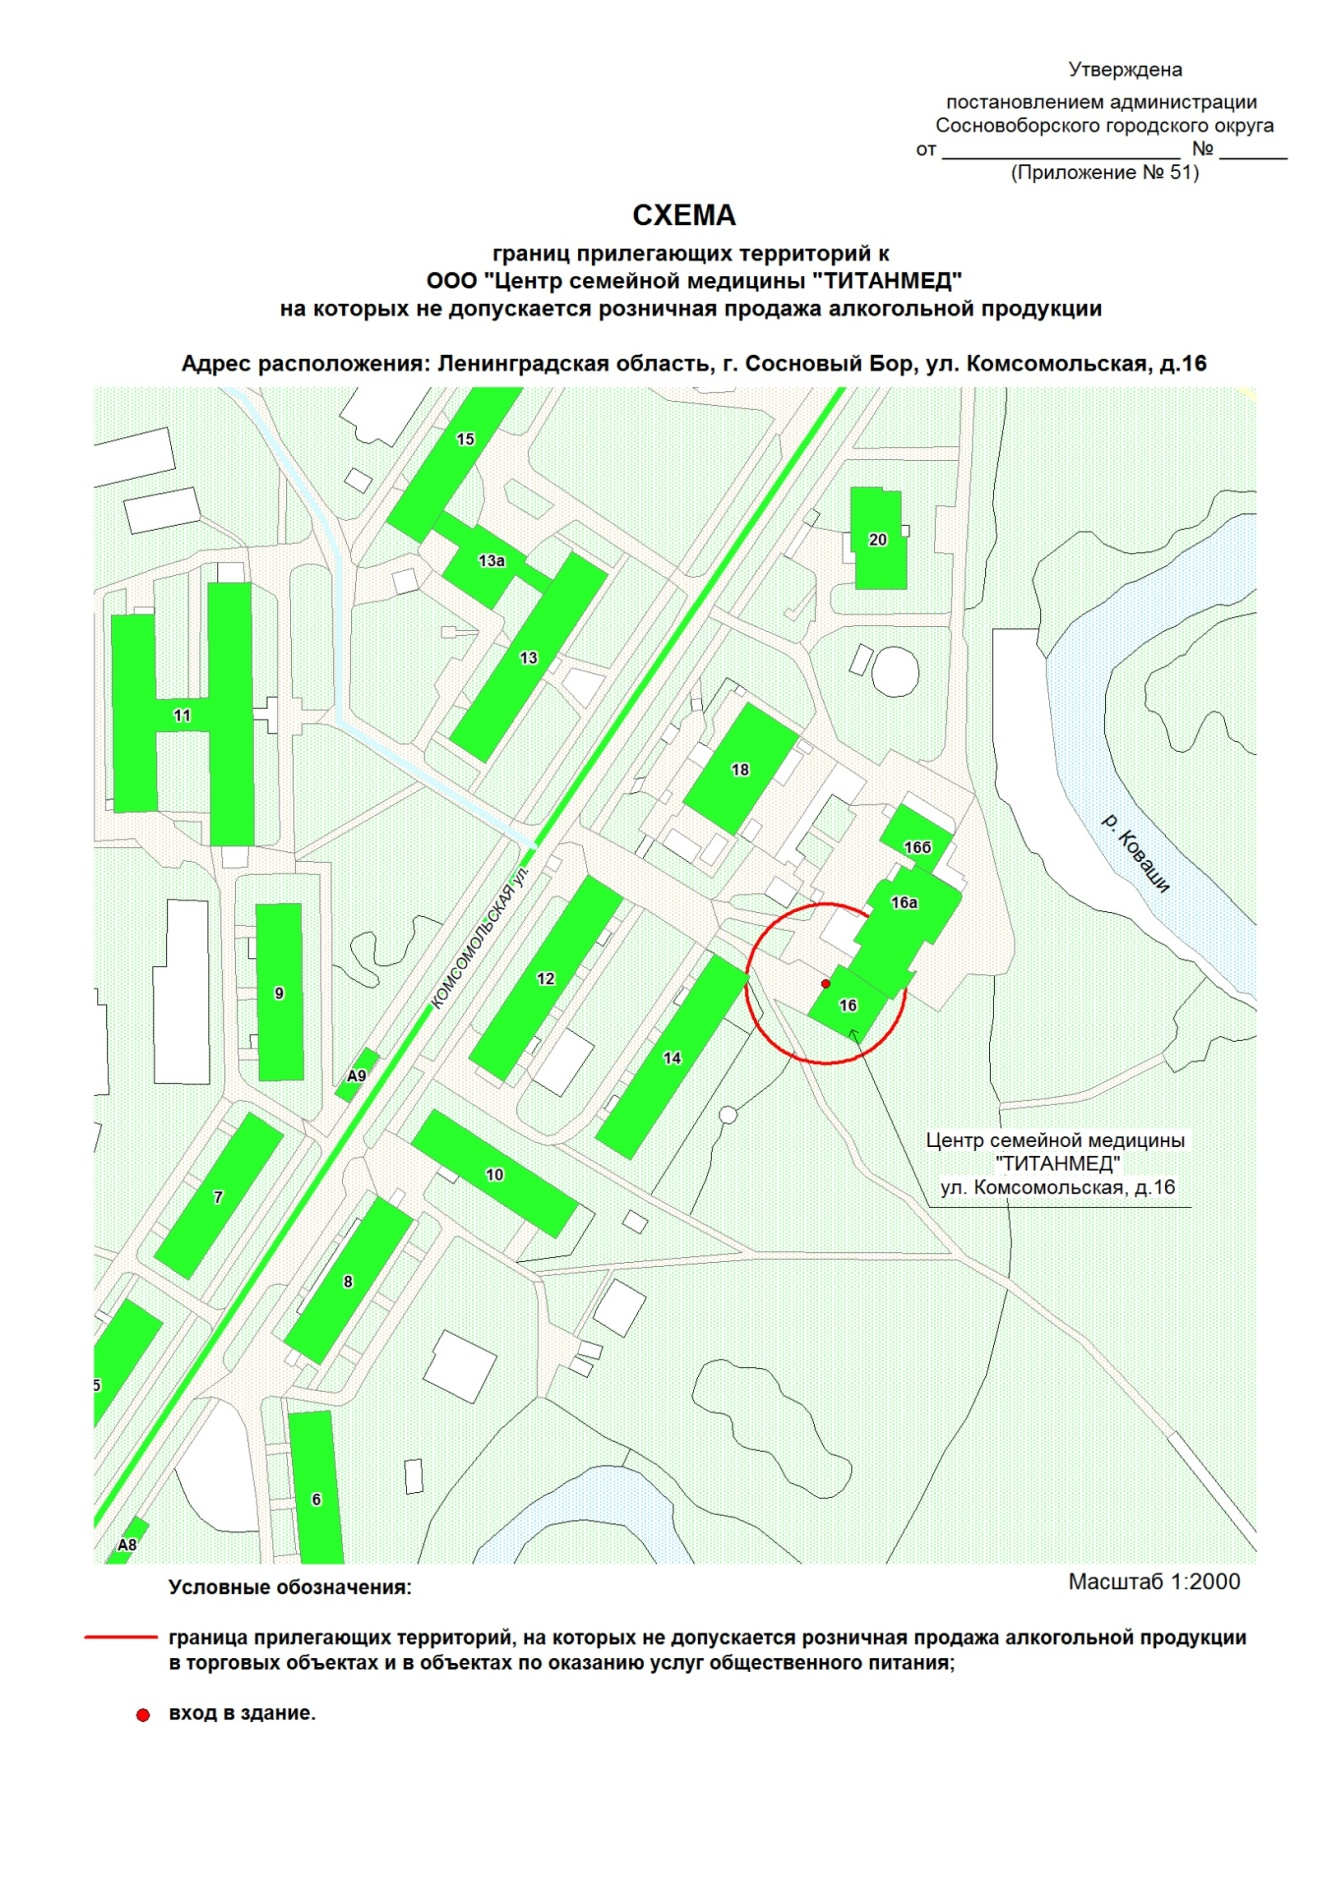 Утверждена
постановлением администрации
Сосновоборского городского округа
от ______________________ № ______
(Приложение № 51)
СХЕМА
границ прилегающих территорий к
ООО "Центр семейной медицины "ТИТАНМЕД"
на которых не допускается розничная продажа алкогольной продукции
Адрес расположения: Ленинградская область, г. Сосновый Бор, ул. Комсомольская, д.16
15
20
13а
13
11
18
16б
р. Коваши
16а
КОМСОМОЛЬСКАЯ ул.
12
9
16
14
А9
Центр семейной медицины
"ТИТАНМЕД"
ул. Комсомольская, д.16
10
7
8
5
6
А8
Масштаб 1:2000
Условные обозначения:
граница прилегающих территорий, на которых не допускается розничная продажа алкогольной продукции
в торговых объектах и в объектах по оказанию услуг общественного питания;
вход в здание.